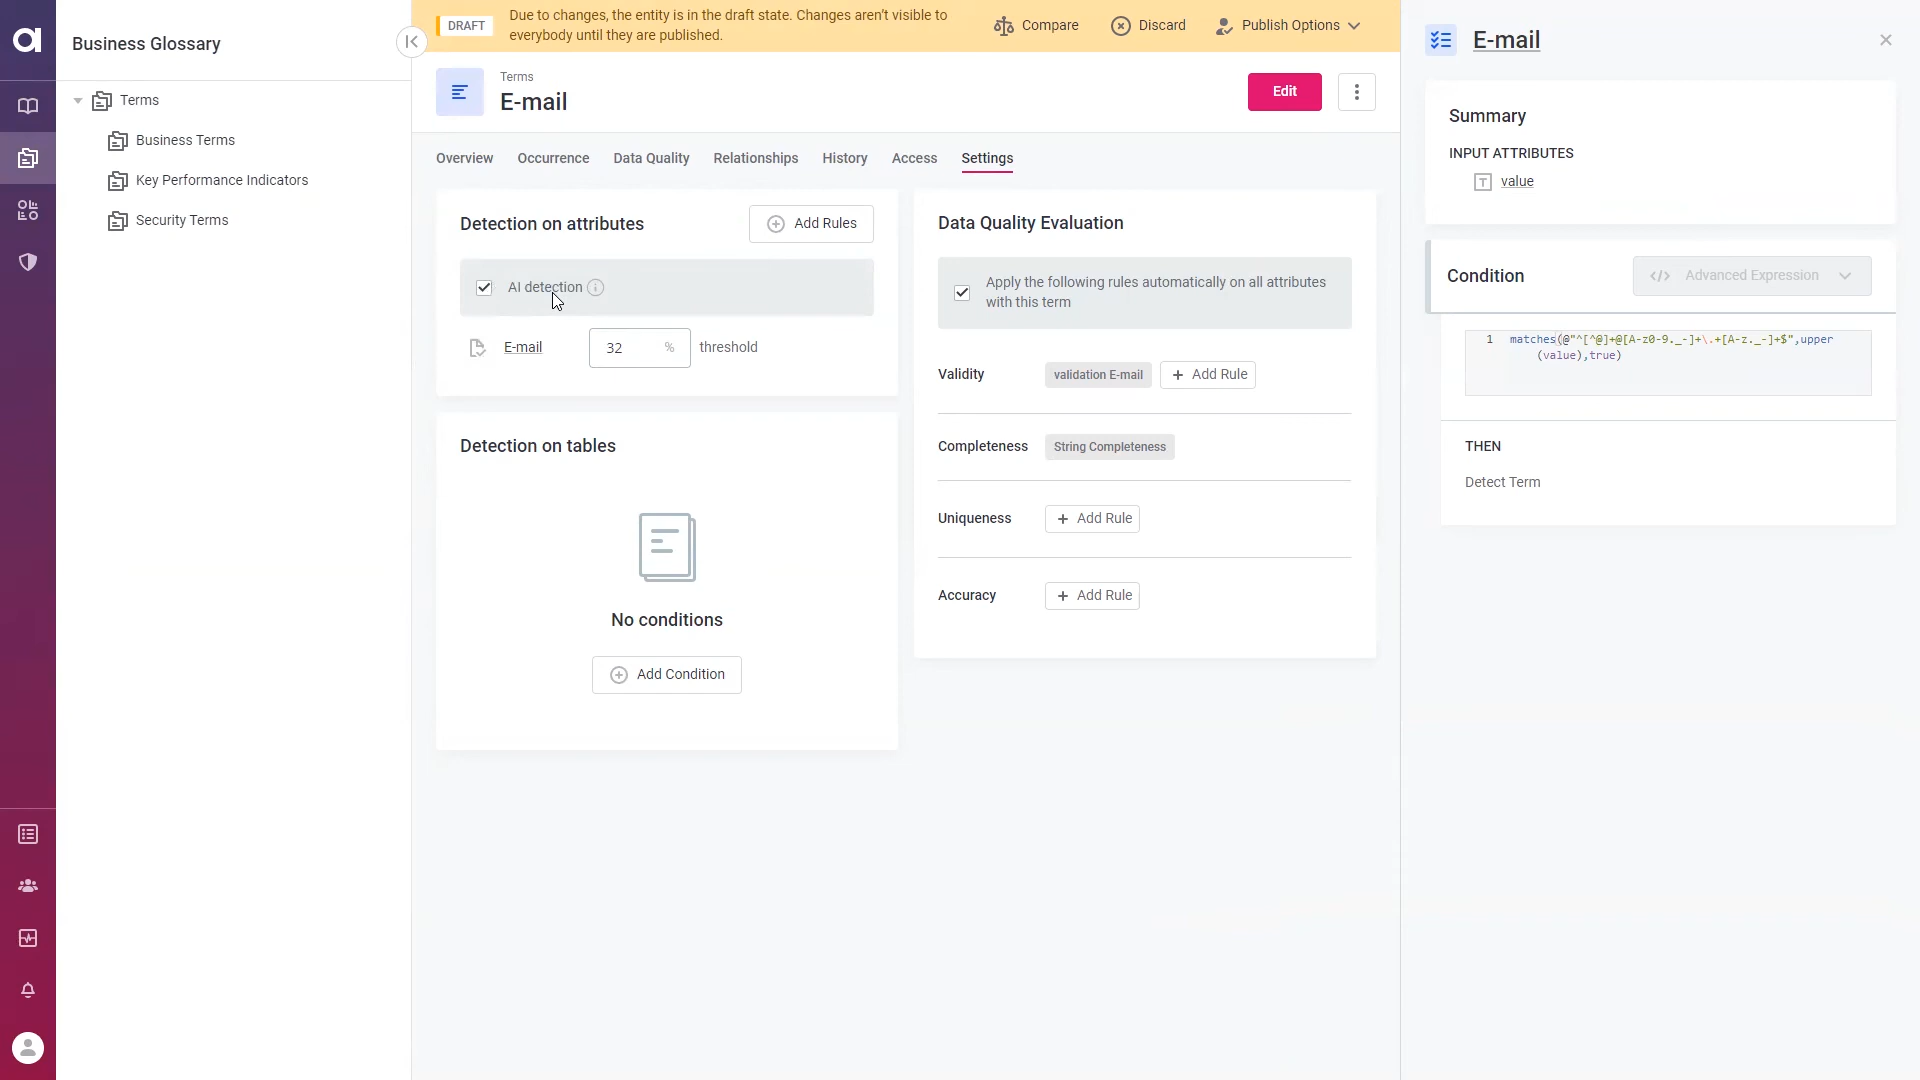 Business Glossary
Terms
Business Terms
Key Performance Indicators
Security Terms
DRAFT
Due to changes, the entity is in the draft state. Changes aren't visible to
everybody until they are published.
Compare
Discard
Publish Options
Terms
E-mail
Edit
Overview
Occurrence
Data Quality
Relationships
History
Access
Settings
Detection on attributes
Add Rules
AI detection
E-mail
32 %
threshold
Detection on tables
No conditions
Add Condition
Data Quality Evaluation
Apply the following rules automatically on all attributes
with this term
Validity
validation E-mail
+ Add Rule
Completeness
String Completeness
Uniqueness
+ Add Rule
Accuracy
+ Add Rule
E-mail
Summary
INPUT ATTRIBUTES
T value
Condition
</> Advanced Expression
1 matches(@"^[^@]+@[A-z0-9._-]+\.+[A-z._-]+$",upper
(value),true)
THEN
Detect Term